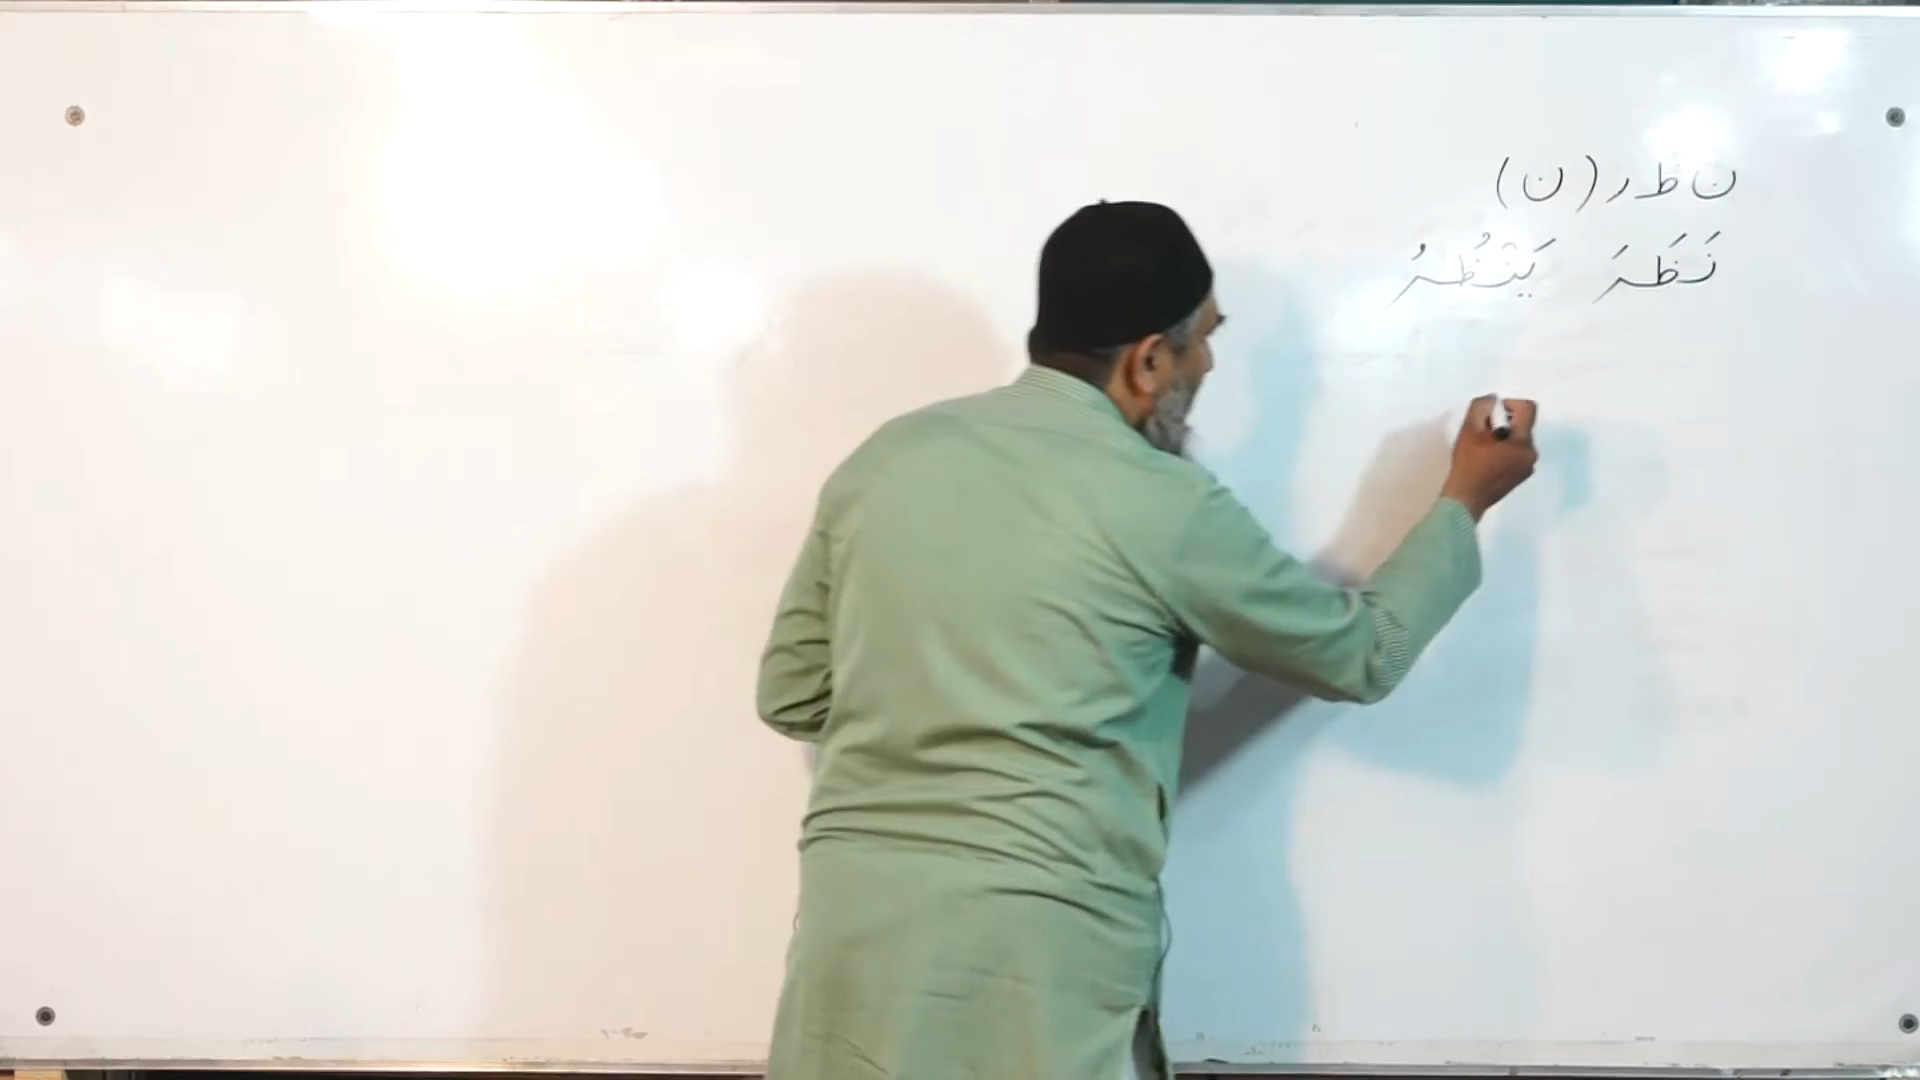 ن ظ ر (ن)
نَظَرَ يَنْظُرُ